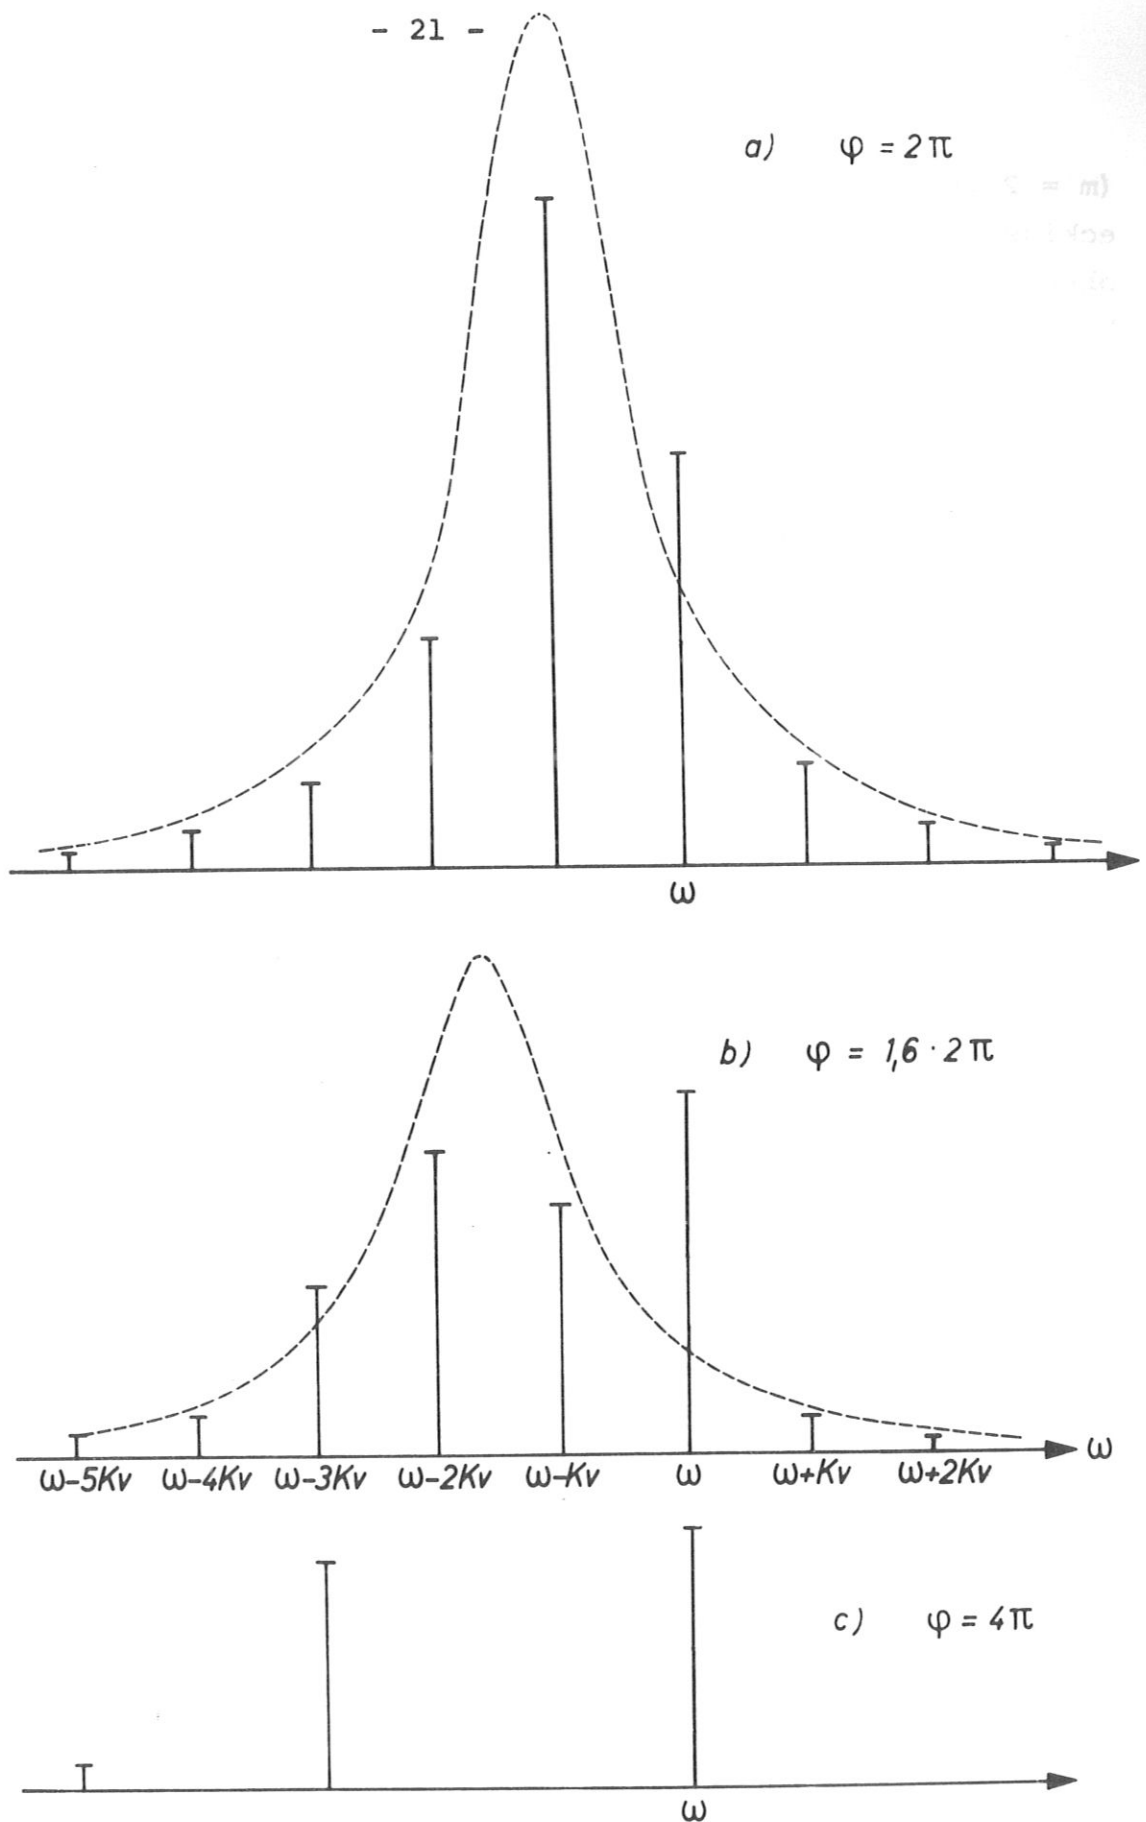 - 21 -
a) φ = 2π
ω
b) φ = 1,6 · 2π
ω
ω-5Kv ω-4Kv ω-3Kv ω-2Kv ω-Kv ω ω+Kv ω+2Kv
c) φ = 4π
ω